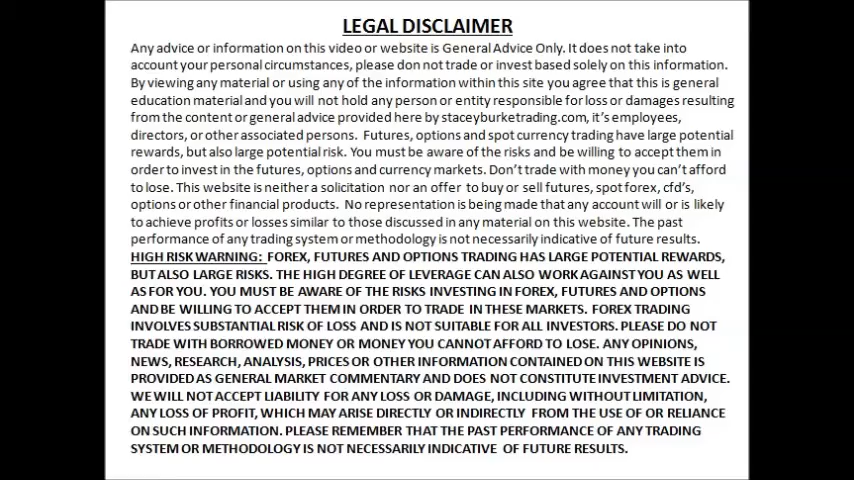 LEGAL DISCLAIMER
Any advice or information on this video or website is General Advice Only. It does not take into
account your personal circumstances, please don not trade or invest based solely on this information.
By viewing any material or using any of the information within this site you agree that this is general
education material and you will not hold any person or entity responsible for loss or damages resulting
from the content or general advice provided here by staceyburketrading.com, it's employees,
directors, or other associated persons. Futures, options and spot currency trading have large potential
rewards, but also large potential risk. You must be aware of the risks and be willing to accept them in
order to invest in the futures, options and currency markets. Don't trade with money you can't afford
to lose. This website is neither a solicitation nor an offer to buy or sell futures, spot forex, cfd's,
options or other financial products. No representation is being made that any account will or is likely
to achieve profits or losses similar to those discussed in any material on this website. The past
performance of any trading system or methodology is not necessarily indicative of future results.
HIGH RISK WARNING: FOREX, FUTURES AND OPTIONS TRADING HAS LARGE POTENTIAL REWARDS,
BUT ALSO LARGE RISKS. THE HIGH DEGREE OF LEVERAGE CAN ALSO WORK AGAINST YOU AS WELL
AS FOR YOU. YOU MUST BE AWARE OF THE RISKS INVESTING IN FOREX, FUTURES AND OPTIONS
AND BE WILLING TO ACCEPT THEM IN ORDER TO TRADE IN THESE MARKETS. FOREX TRADING
INVOLVES SUBSTANTIAL RISK OF LOSS AND IS NOT SUITABLE FOR ALL INVESTORS. PLEASE DO NOT
TRADE WITH BORROWED MONEY OR MONEY YOU CANNOT AFFORD TO LOSE. ANY OPINIONS,
NEWS, RESEARCH, ANALYSIS, PRICES OR OTHER INFORMATION CONTAINED ON THIS WEBSITE IS
PROVIDED AS GENERAL MARKET COMMENTARY AND DOES NOT CONSTITUTE INVESTMENT ADVICE.
WE WILL NOT ACCEPT LIABILITY FOR ANY LOSS OR DAMAGE, INCLUDING WITHOUT LIMITATION,
ANY LOSS OF PROFIT, WHICH MAY ARISE DIRECTLY OR INDIRECTLY FROM THE USE OF OR RELIANCE
ON SUCH INFORMATION. PLEASE REMEMBER THAT THE PAST PERFORMANCE OF ANY TRADING
SYSTEM OR METHODOLOGY IS NOT NECESSARILY INDICATIVE OF FUTURE RESULTS.